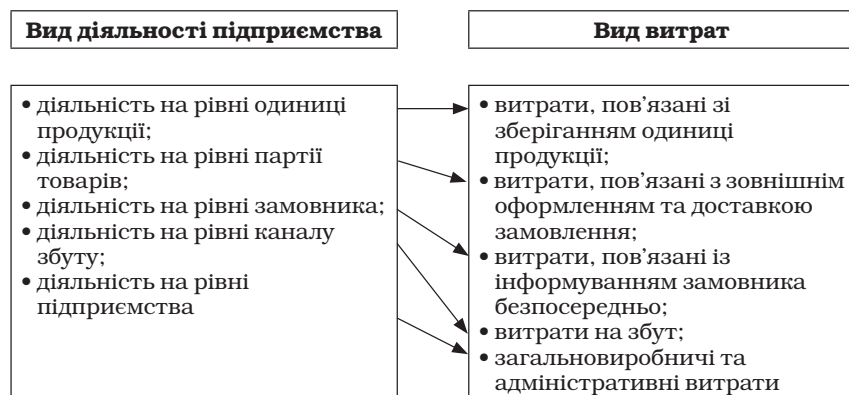 Вид діяльності підприємства
Вид витрат
• діяльність на рівні одиниці
продукції;
• діяльність на рівні партії
товарів;
• діяльність на рівні замовника;
• діяльність на рівні каналу
збуту;
• діяльність на рівні
підприємства
• витрати, пов’язані зі
зберіганням одиниці
продукції;
• витрати, пов’язані з зовнішнім
оформленням та доставкою
замовлення;
• витрати, пов’язані із
інформуванням замовника
безпосередньо;
• витрати на збут;
• загальновиробничі та
адміністративні витрати